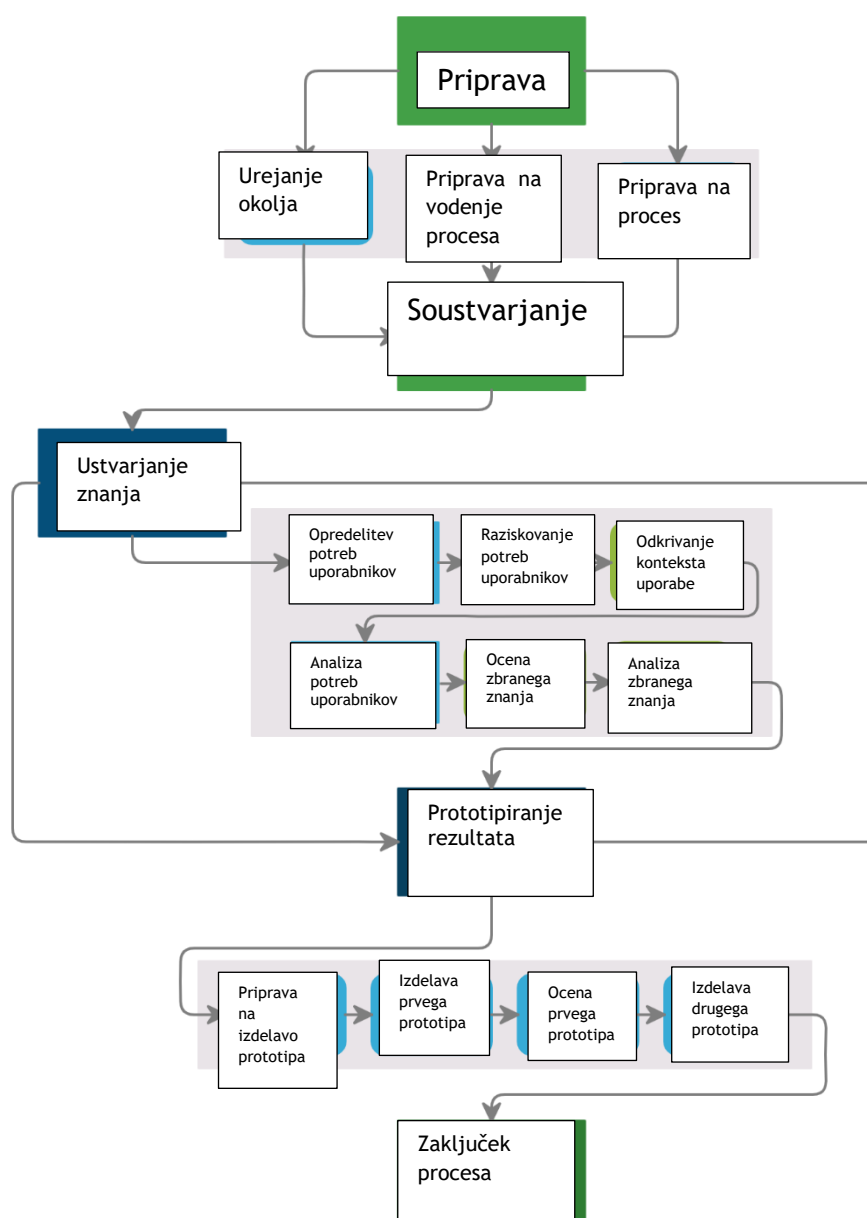 Priprava
Urejanje
okolja
Priprava na
vodenje
procesa
Priprava na
proces
Soustvarjanje
Ustvarjanje
znanja
Opredelitev
potreb
uporabnikov
Raziskovanje
potreb
uporabnikov
Odkrivanje
konteksta
uporabe
Analiza
potreb
uporabnikov
Ocena
zbranega
znanja
Analiza
zbranega
znanja
Prototipiranje
rezultata
Priprava
na
izdelavo
prototipa
Izdelava
prvega
prototipa
Ocena
prvega
prototipa
Izdelava
drugega
prototipa
Zaključek
procesa